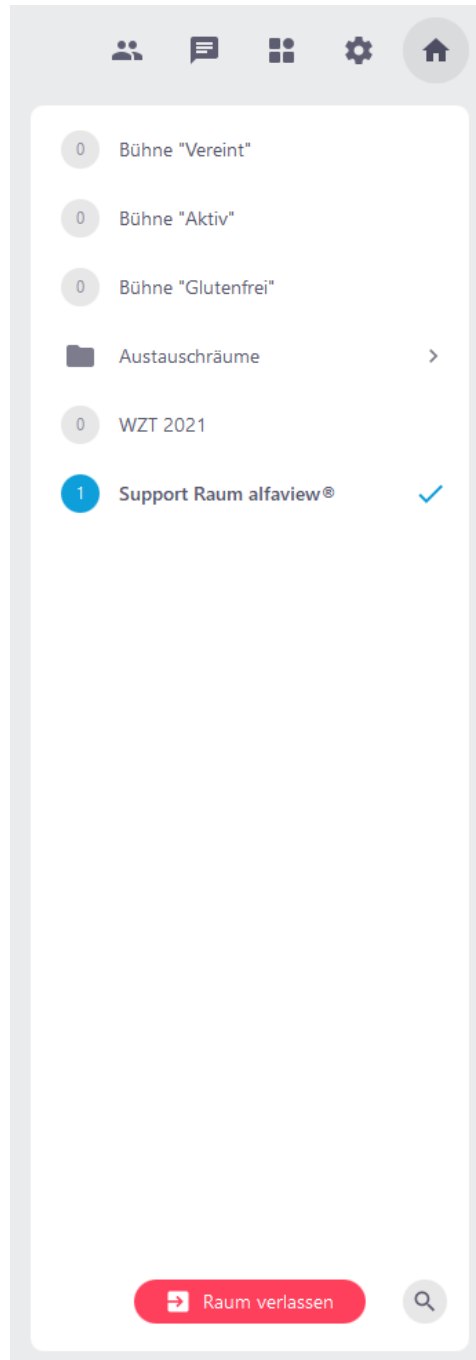 0 Bühne "Vereint"
0 Bühne "Aktiv"
0 Bühne "Glutenfrei"
Austauschräume
0 WZT 2021
1 Support Raum alfaview®
Raum verlassen